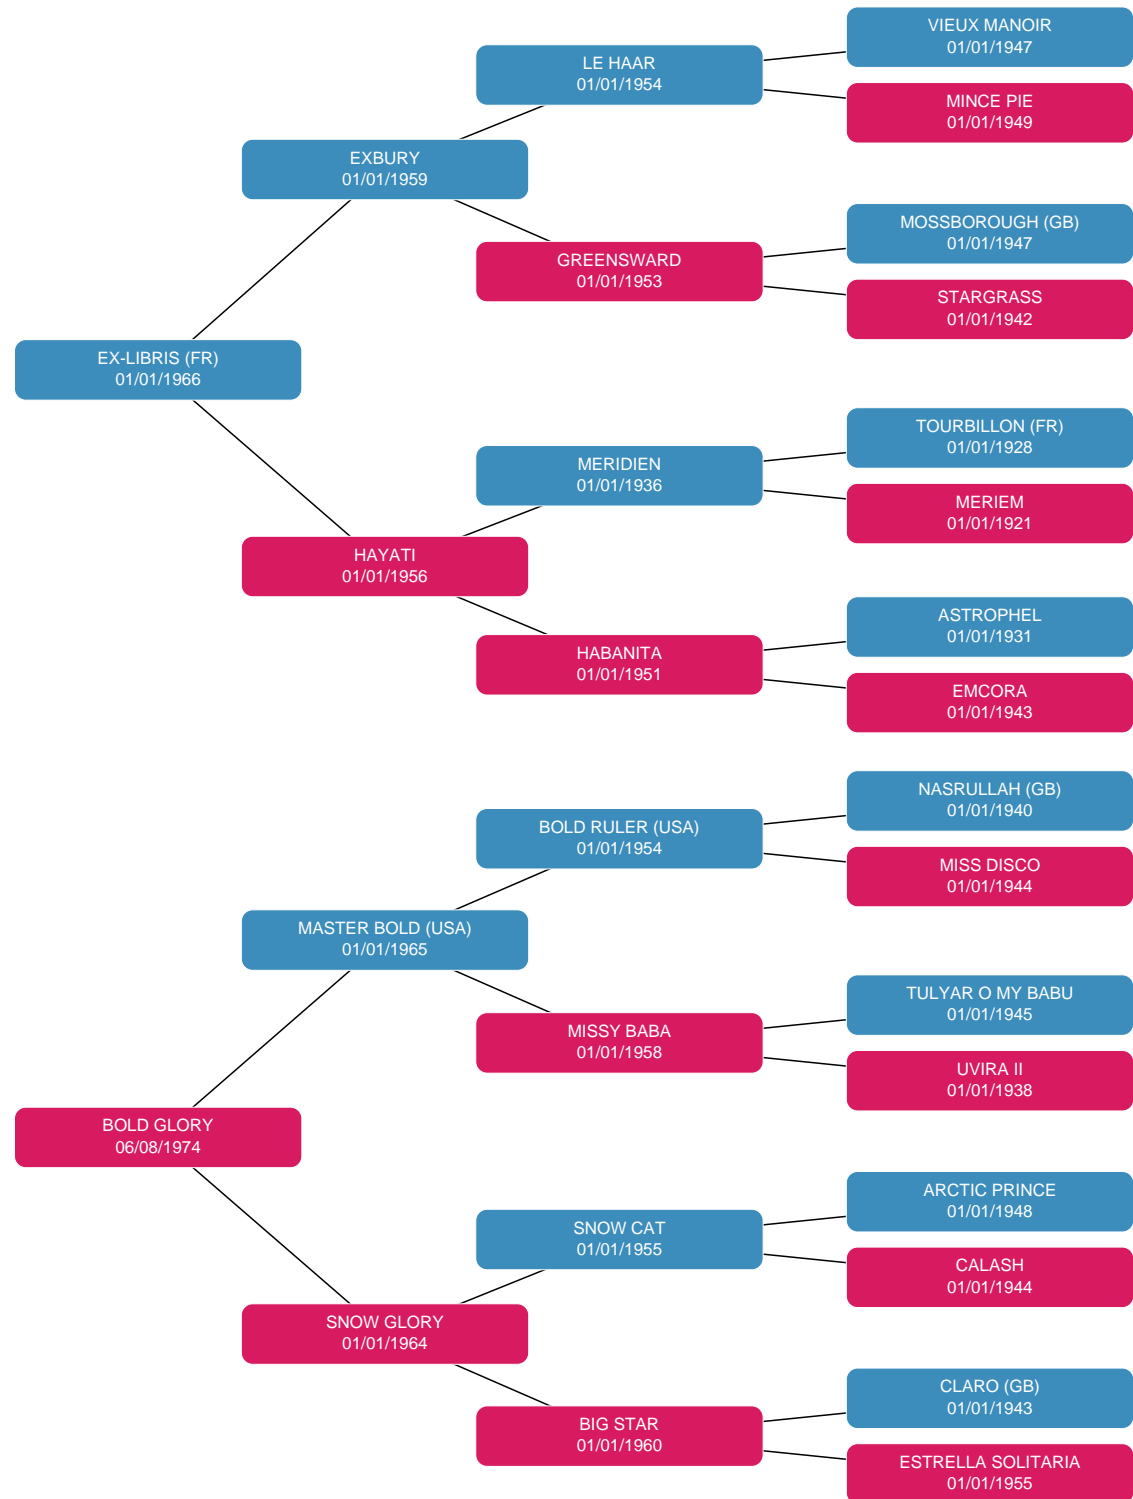 VIEUX MANOIR
01/01/1947
LE HAAR
01/01/1954
MINCE PIE
01/01/1949
EXBURY
01/01/1959
MOSSBOROUGH (GB)
01/01/1947
GREENSWARD
01/01/1953
STARGRASS
01/01/1942
EX-LIBRIS (FR)
01/01/1966
TOURBILLON (FR)
01/01/1928
MERIDIEN
01/01/1936
MERIEM
01/01/1921
HAYATI
01/01/1956
ASTROPHEL
01/01/1931
HABANITA
01/01/1951
EMCORA
01/01/1943
NASRULLAH (GB)
01/01/1940
BOLD RULER (USA)
01/01/1954
MISS DISCO
01/01/1944
MASTER BOLD (USA)
01/01/1965
TULYAR O MY BABU
01/01/1945
MISSY BABA
01/01/1958
UVIRA II
01/01/1938
BOLD GLORY
06/08/1974
ARCTIC PRINCE
01/01/1948
SNOW CAT
01/01/1955
CALASH
01/01/1944
SNOW GLORY
01/01/1964
CLARO (GB)
01/01/1943
BIG STAR
01/01/1960
ESTRELLA SOLITARIA
01/01/1955